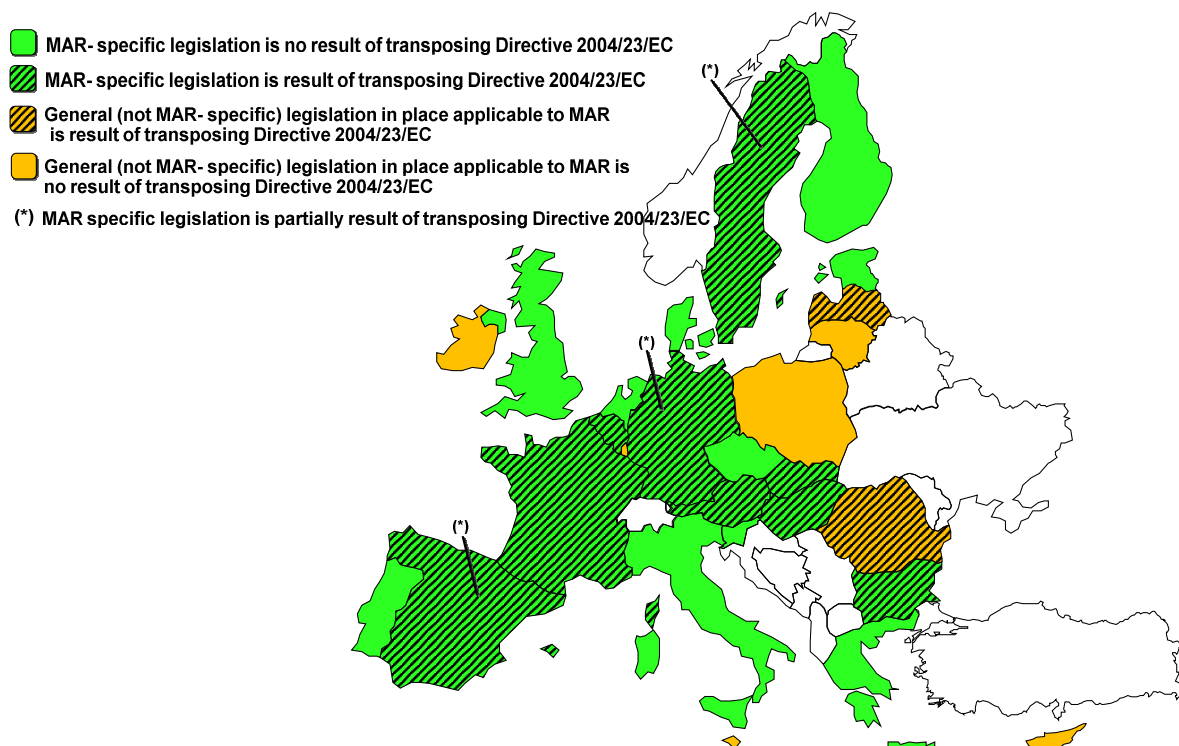 MAR- specific legislation is no result of transposing Directive 2004/23/EC
MAR- specific legislation is result of transposing Directive 2004/23/EC
General (not MAR- specific) legislation in place applicable to MAR
is result of transposing Directive 2004/23/EC
General (not MAR- specific) legislation in place applicable to MAR is
no result of transposing Directive 2004/23/EC
(*) MAR specific legislation is partially result of transposing Directive 2004/23/EC
(*)
(*)
(*)